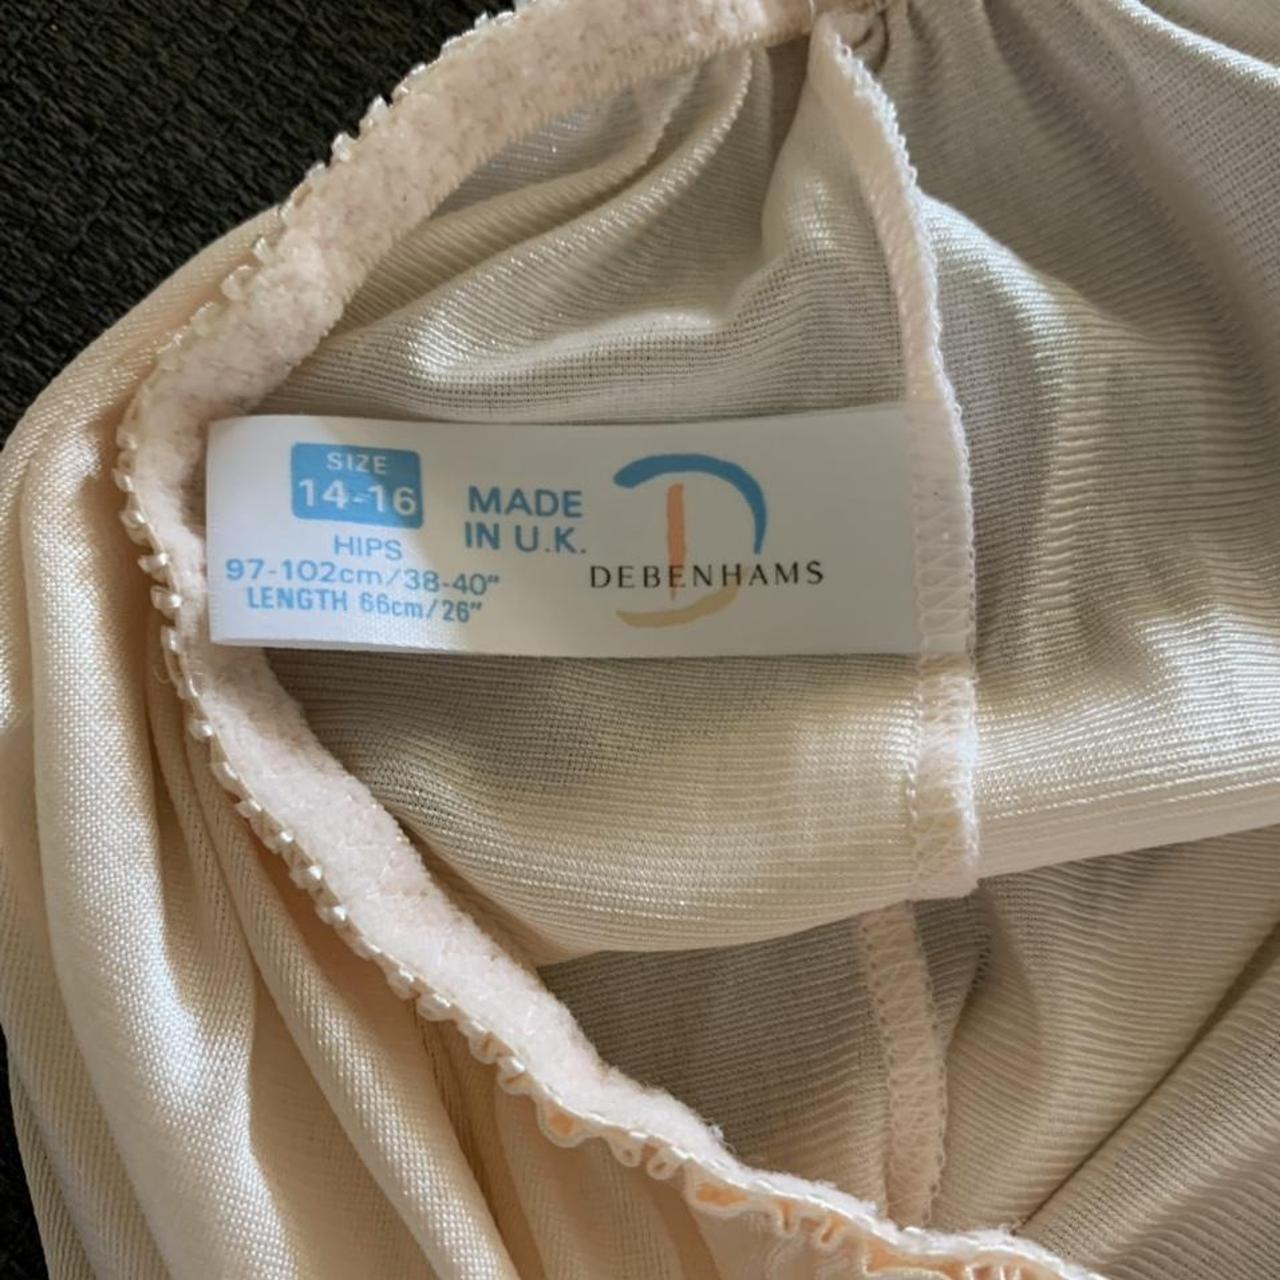 SIZE
14-16
HIPS
97-102cm/38-40"
LENGTH 66cm/26"
MADE
IN U.K.
DEBENHAMS